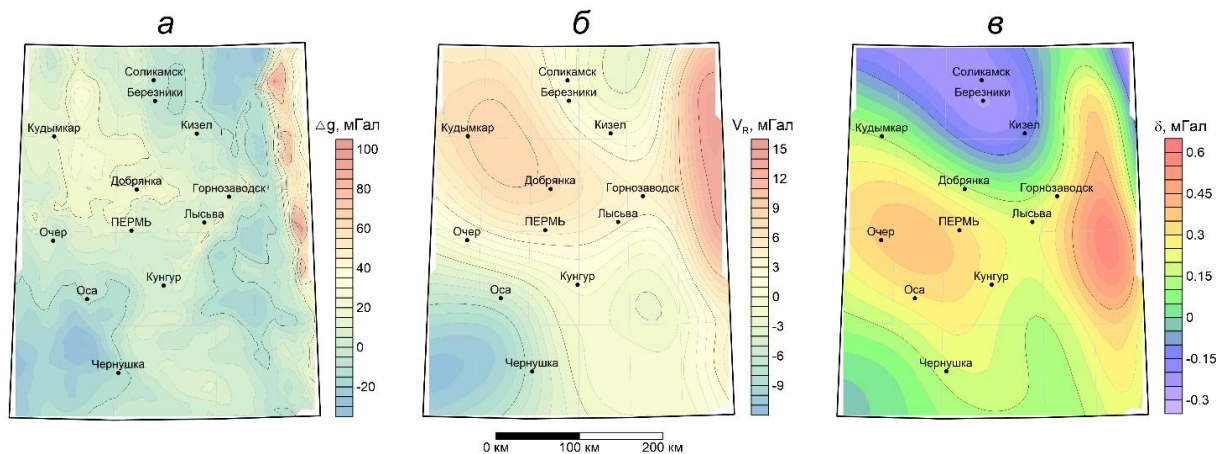 а
Соликамск
Березники
Кудымкар
Кизел
Добрянка
Горнозаводск
Лысьва
ПЕРМЬ
Очер
Кунгур
Оса
Чернушка
△g, мГал
100
80
60
40
20
0
-20
б
Соликамск
Березники
Кудымкар
Кизел
Добрянка
Горнозаводск
Лысьва
ПЕРМЬ
Очер
Кунгур
Оса
Чернушка
V_R, мГал
15
12
9
6
3
0
-3
-6
-9
0 км 100 км 200 км
в
Соликамск
Березники
Кизел
Кудымкар
Добрянка
Горнозаводск
Лысьва
ПЕРМЬ
Очер
Кунгур
Оса
Чернушка
δ, мГал
0.6
0.45
0.3
0.15
0
-0.15
-0.3